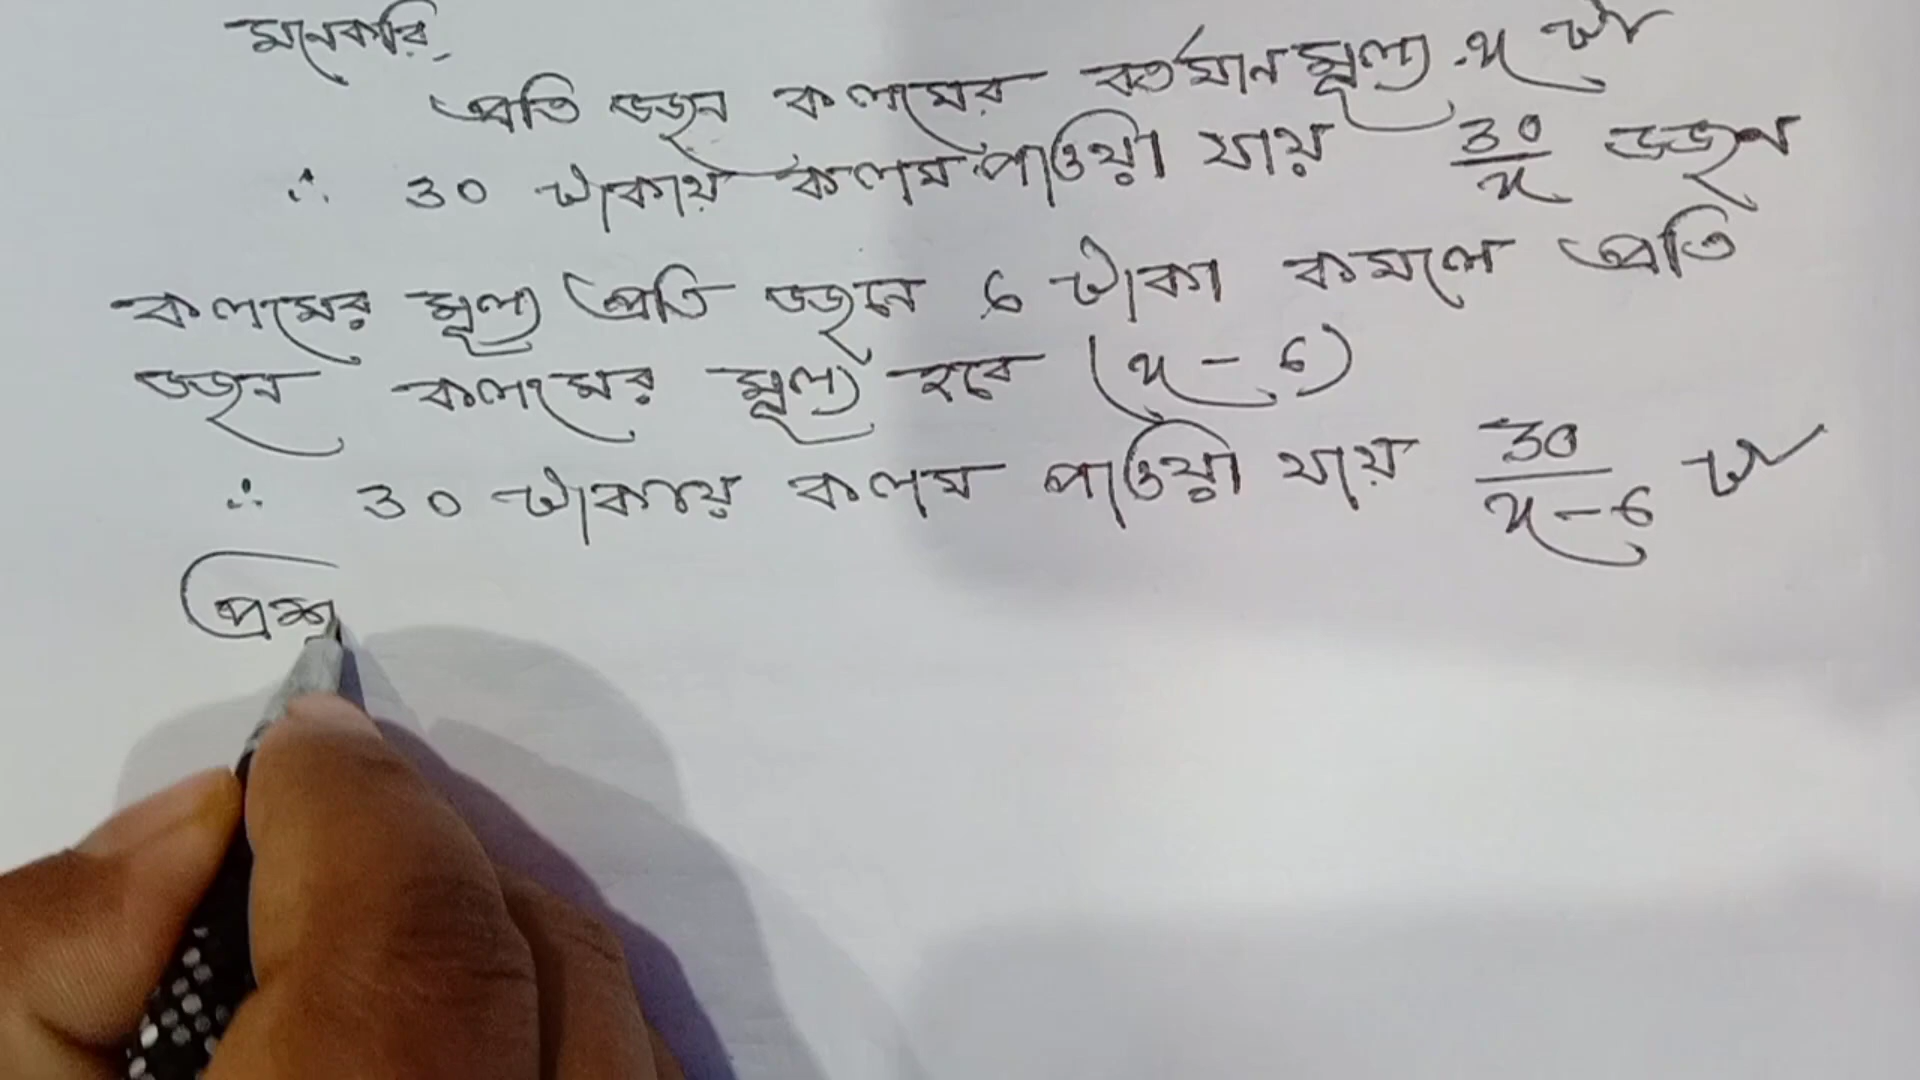 মনেকরি,
প্রতি ডজন কলমের বর্তমান মূল্য x টা
∴ 30 টাকায় কলম পাওয়া যায় 30/x ডজন
কলমের মূল্য প্রতি ডজনে 6 টাকা কমলে প্রতি
ডজন কলমের মূল্য হবে (x - 6)
∴ 30 টাকায় কলম পাওয়া যায় 30/x-6 ট
প্রশ্ন